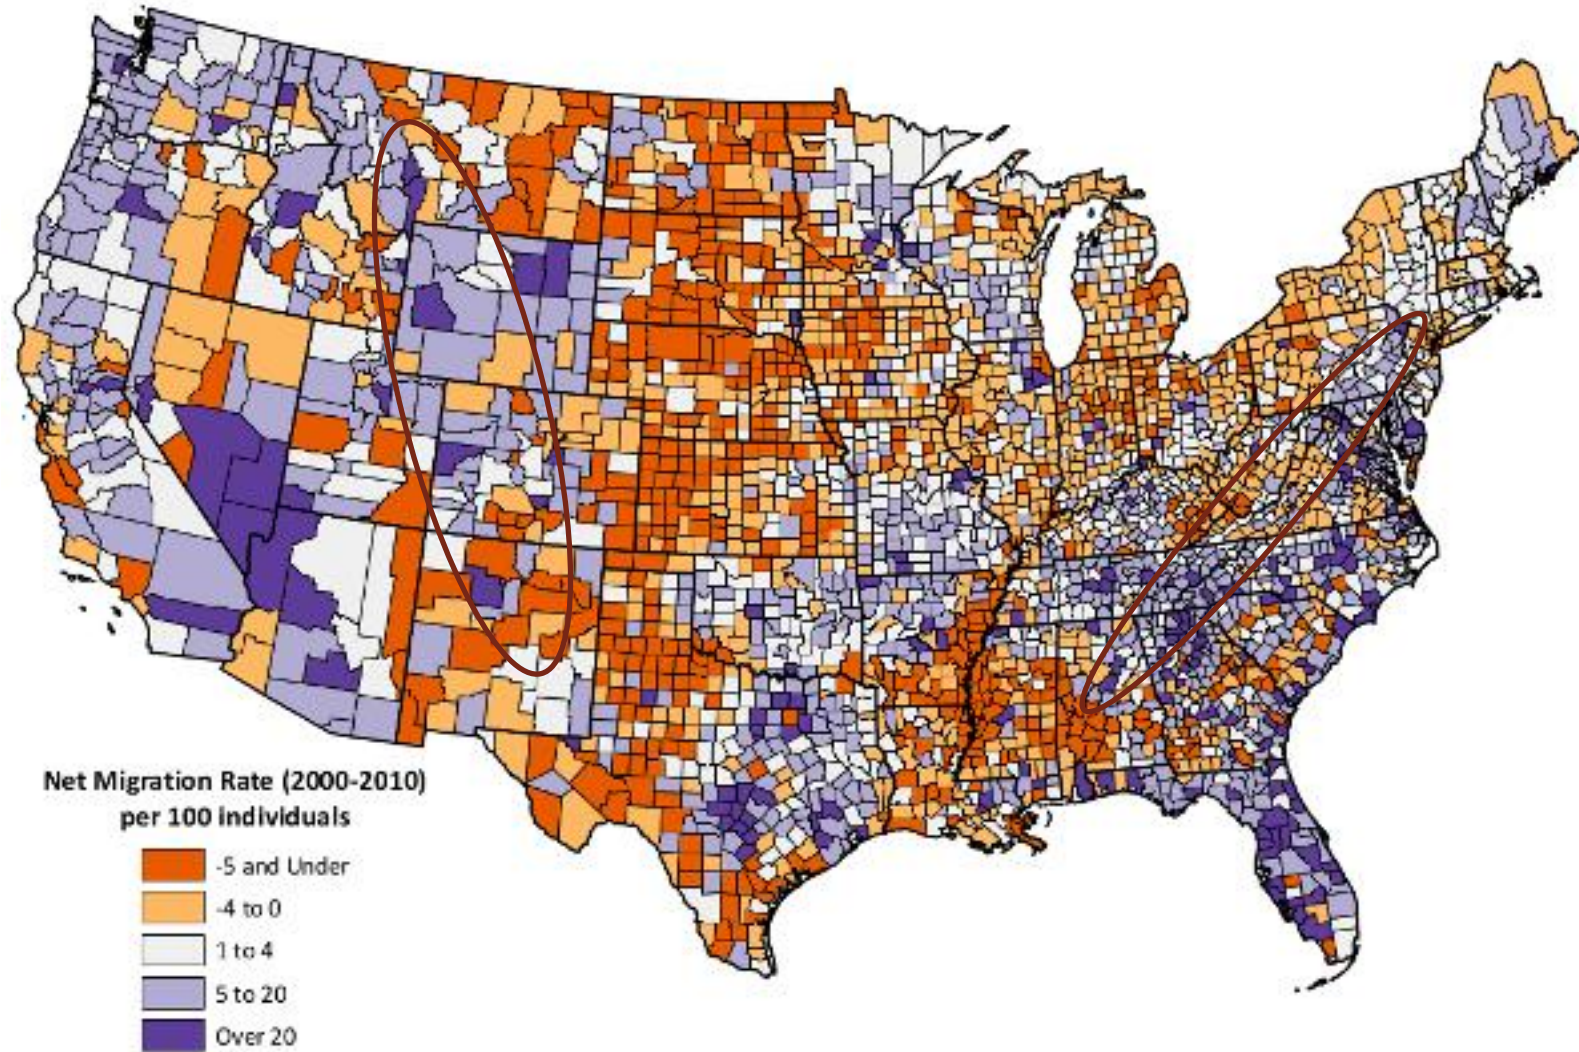 Net Migration Rate (2000-2010)
per 100 individuals
-5 and Under
-4 to 0
1 to 4
5 to 20
Over 20